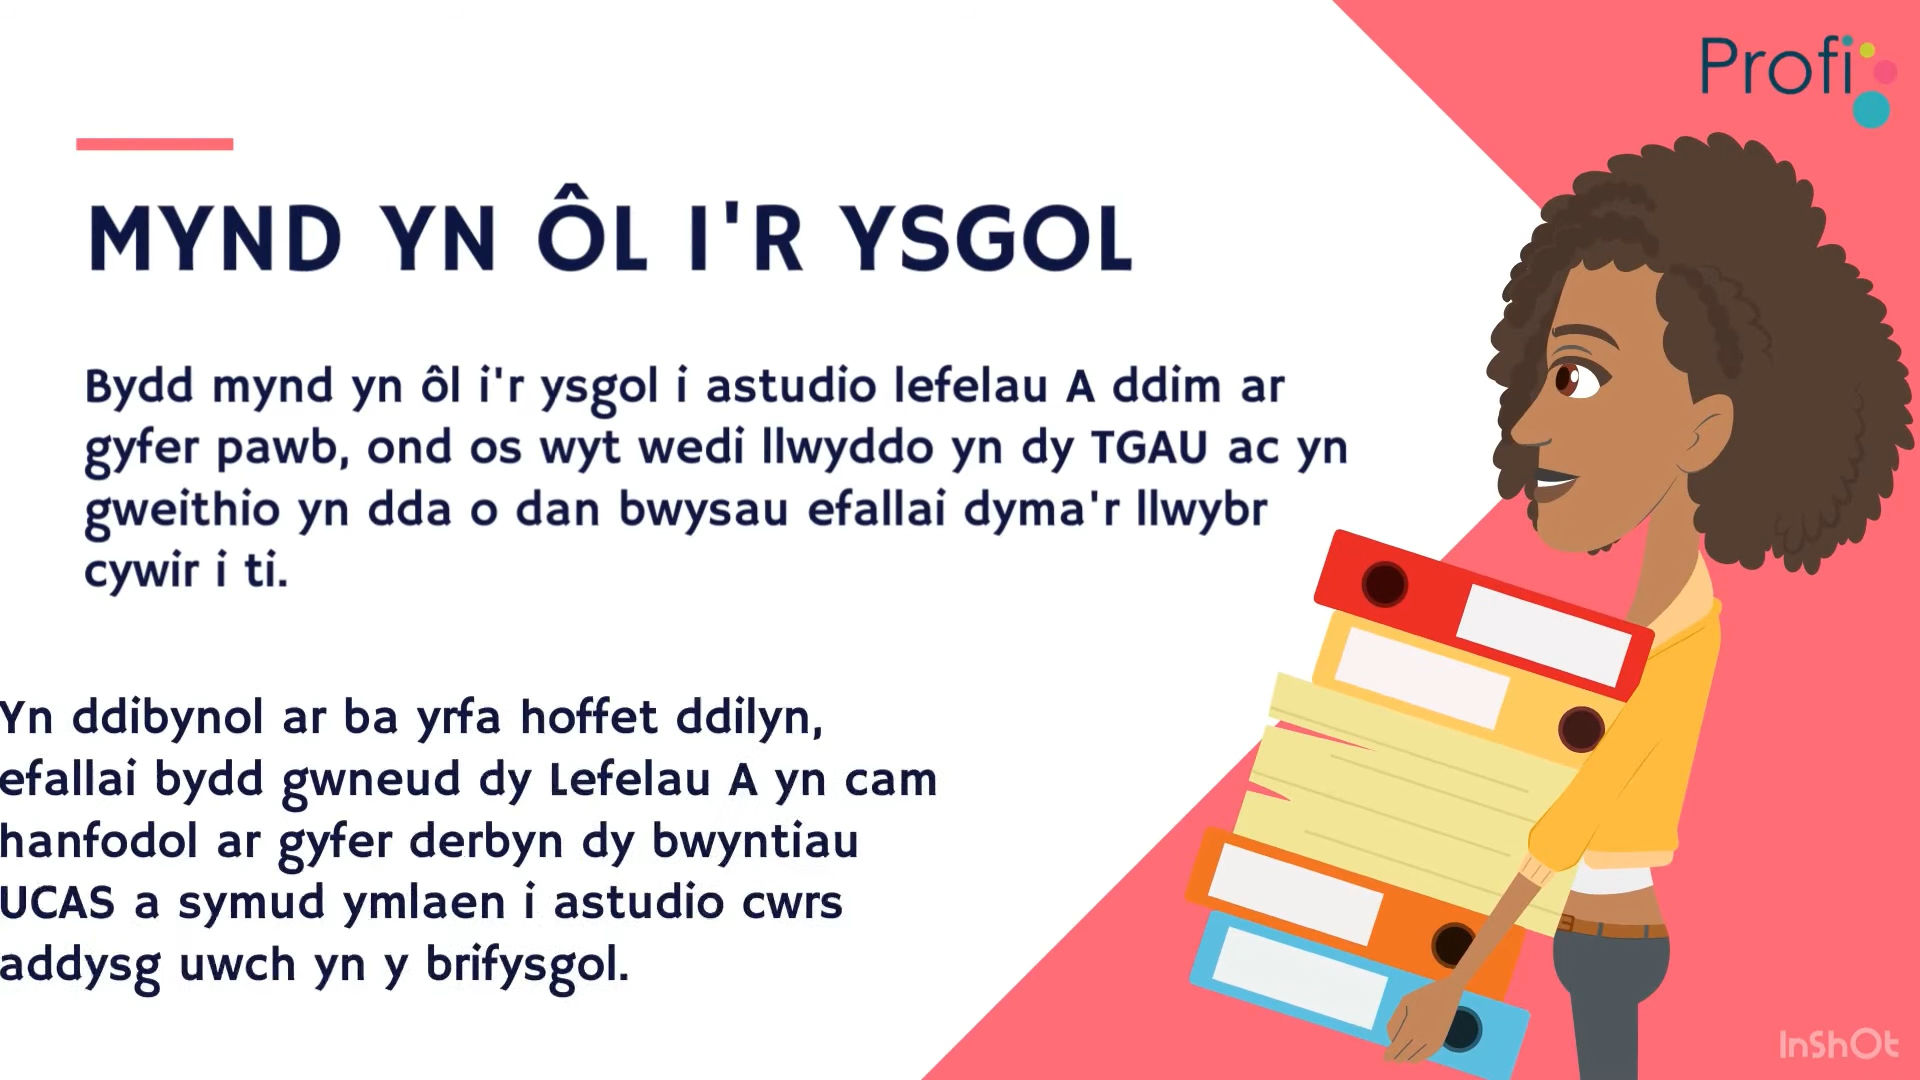 Profi
MYND YN ÔL I'R YSGOL
Bydd mynd yn ôl i'r ysgol i astudio lefelau A ddim ar
gyfer pawb, ond os wyt wedi llwyddo yn dy TGAU ac yn
gweithio yn dda o dan bwysau efallai dyma'r llwybr
cywir i ti.
Yn ddibynol ar ba yrfa hoffet ddilyn,
efallai bydd gwneud dy Lefelau A yn cam
hanfodol ar gyfer derbyn dy bwyntiau
UCAS a symud ymlaen i astudio cwrs
addysg uwch yn y brifysgol.
InShOt